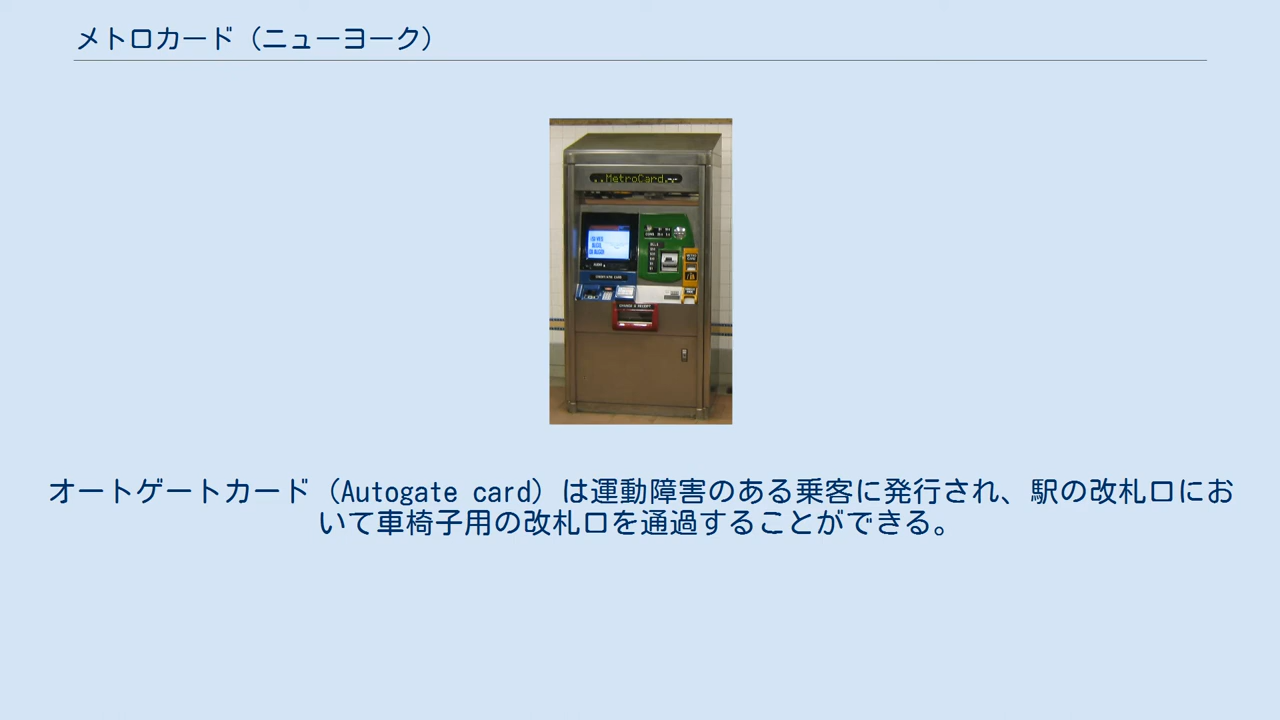 メトロカード（ニューヨーク）
..MetroCard..
オートゲートカード（Autogate card）は運動障害のある乗客に発行され、駅の改札口にお
いて車椅子用の改札口を通過することができる。